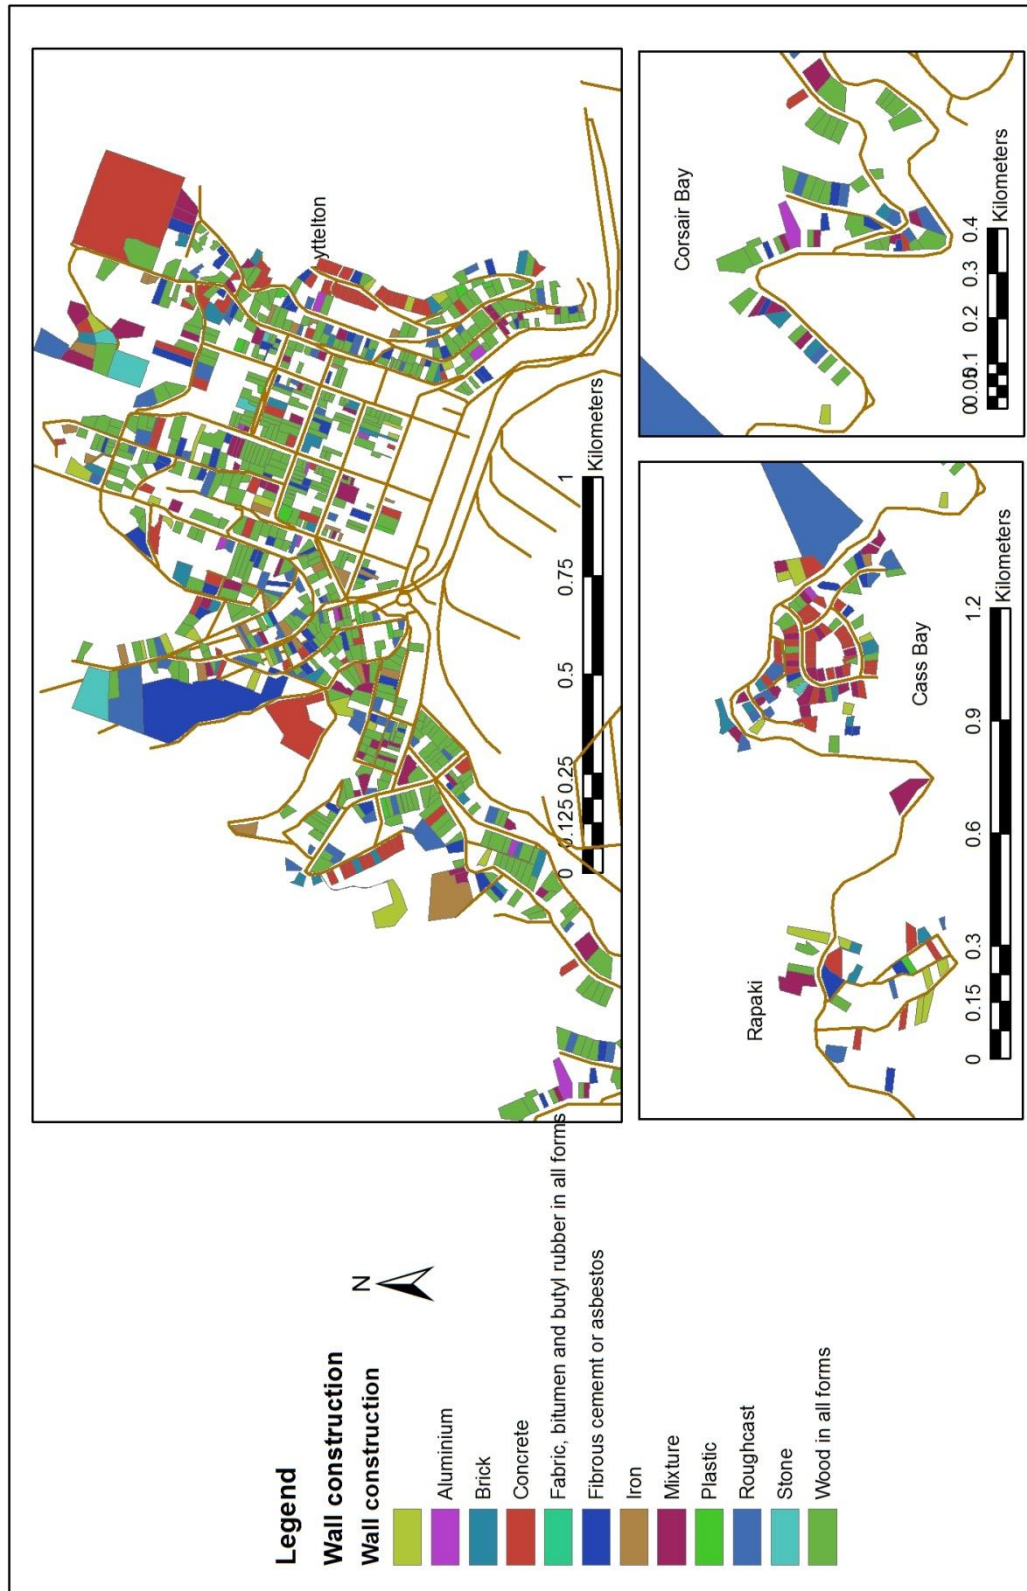 Legend
Wall construction
Wall construction
Aluminium
Brick
Concrete
Fabric, bitumen and butyl rubber in all forms
Fibrous cememt or asbestos
Iron
Mixture
Plastic
Roughcast
Stone
Wood in all forms
N
yttelton
0 0.125 0.25 0.5 0.75 1
Kilometers
Rapaki
Cass Bay
0 0.15 0.3 0.6 0.9 1.2
Kilometers
Corsair Bay
00.05.1 0.2 0.3 0.4
Kilometers